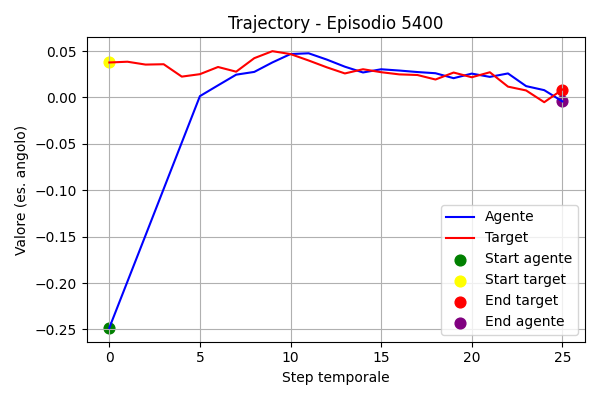 Trajectory - Episodio 5400
Valore (es. angolo)
0.05
0.00
−0.05
−0.10
−0.15
−0.20
−0.25
0 5 10 15 20 25
Step temporale
Agente
Target
Start agente
Start target
End target
End agente